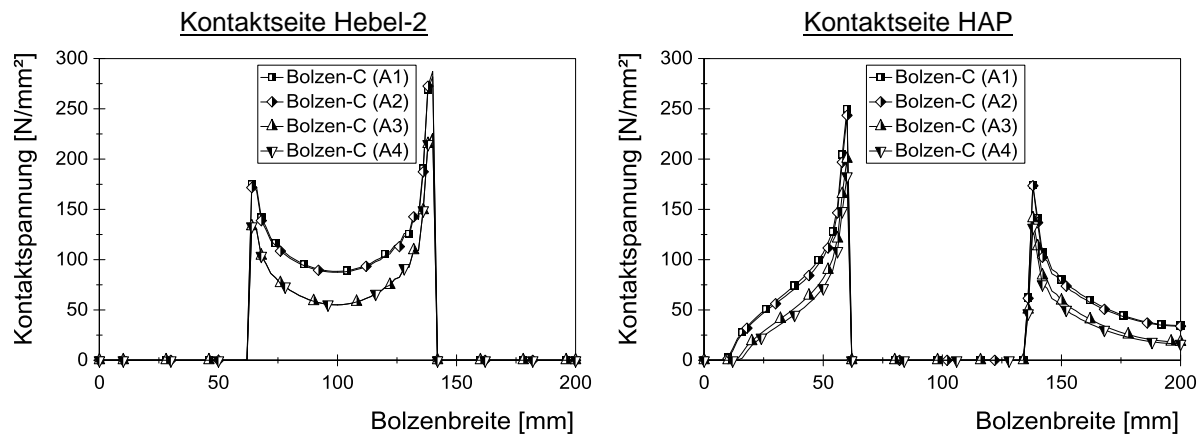 Kontaktseite Hebel-2
Kontaktspannung [N/mm²]
300
250
200
150
100
50
0
Bolzen-C (A1)
Bolzen-C (A2)
Bolzen-C (A3)
Bolzen-C (A4)
0 50 100 150 200
Bolzenbreite [mm]
Kontaktseite HAP
Kontaktspannung [N/mm²]
300
250
200
150
100
50
0
Bolzen-C (A1)
Bolzen-C (A2)
Bolzen-C (A3)
Bolzen-C (A4)
0 50 100 150 200
Bolzenbreite [mm]